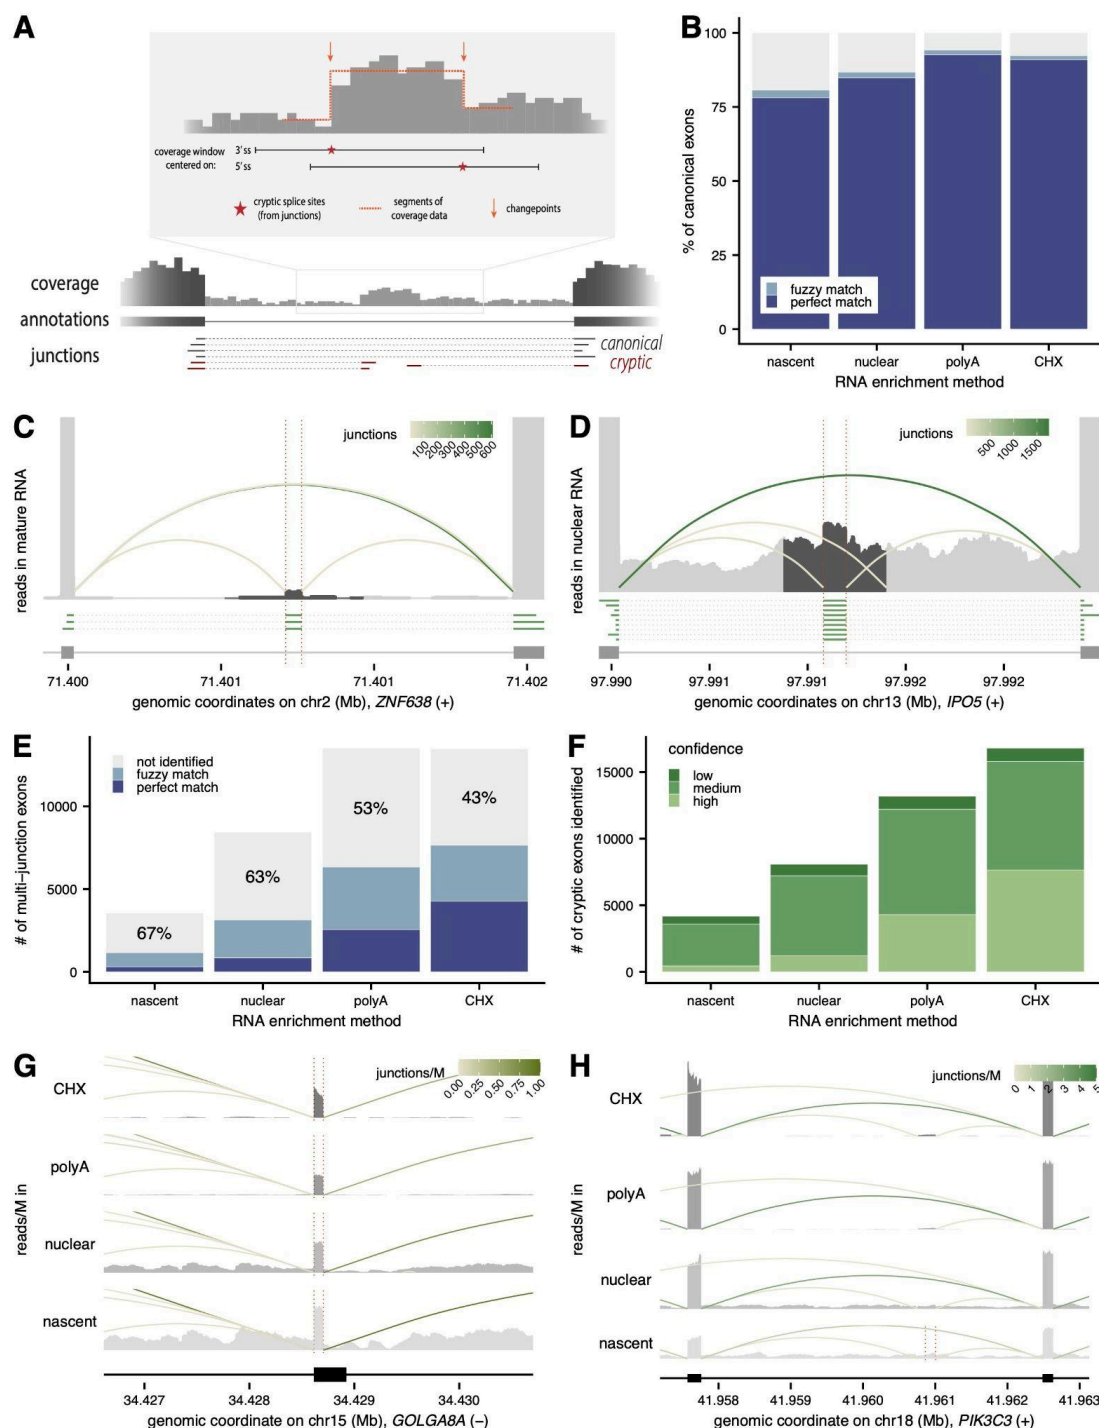 A
coverage window
centered on:
3' ss
5' ss
cryptic splice sites
(from junctions)
segments of
coverage data
changepoints
coverage
annotations
junctions
canonical
cryptic
B
% of canonical exons
100
75
50
25
0
fuzzy match
perfect match
nascent nuclear polyA CHX
RNA enrichment method
C
junctions
100 200 300 400 500 600
reads in mature RNA
71.400 71.401 71.401 71.402
genomic coordinates on chr2 (Mb), ZNF638 (+)
D
junctions
500 1000 1500
reads in nuclear RNA
97.990 97.991 97.991 97.992 97.992
genomic coordinates on chr13 (Mb), IPO5 (+)
E
# of multi-junction exons
10000
5000
0
not identified
fuzzy match
perfect match
67%
63%
53%
43%
nascent nuclear polyA CHX
RNA enrichment method
F
# of cryptic exons identified
15000
10000
5000
0
confidence
low
medium
high
nascent nuclear polyA CHX
RNA enrichment method
G
junctions/M
0.00 0.25 0.50 0.75 1.00
reads/M in
CHX
polyA
nuclear
nascent
34.427 34.428 34.429 34.430
genomic coordinate on chr15 (Mb), GOLGA8A (−)
H
junctions/M
0 1 2 3 4 5
reads/M in
CHX
polyA
nuclear
nascent
41.958 41.959 41.960 41.961 41.962 41.963
genomic coordinate on chr18 (Mb), PIK3C3 (+)